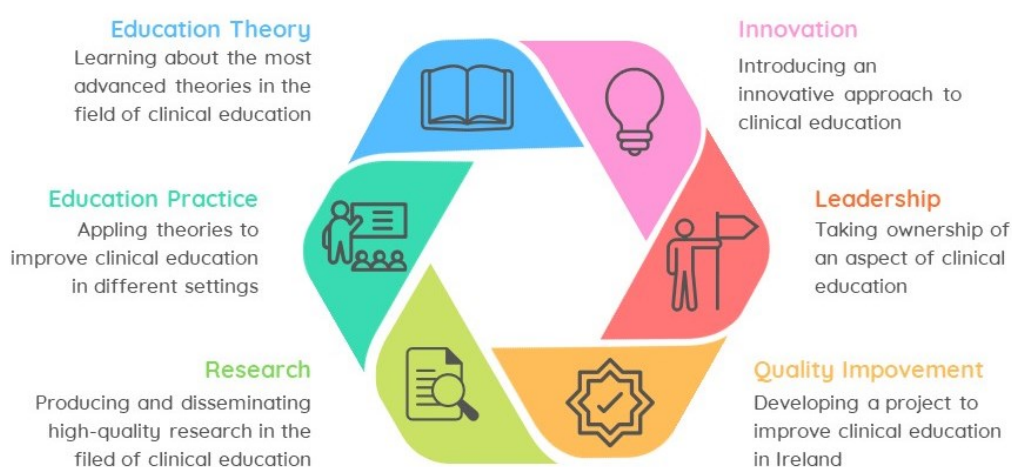 Education Theory
Learning about the most
advanced theories in the
field of clinical education
Innovation
Introducing an
innovative approach to
clinical education
Education Practice
Appling theories to
improve clinical education
in different settings
Leadership
Taking ownership of
an aspect of clinical
education
Research
Producing and disseminating
high-quality research in the
filed of clinical education
Quality Impovement
Developing a project to
improve clinical education
in Ireland